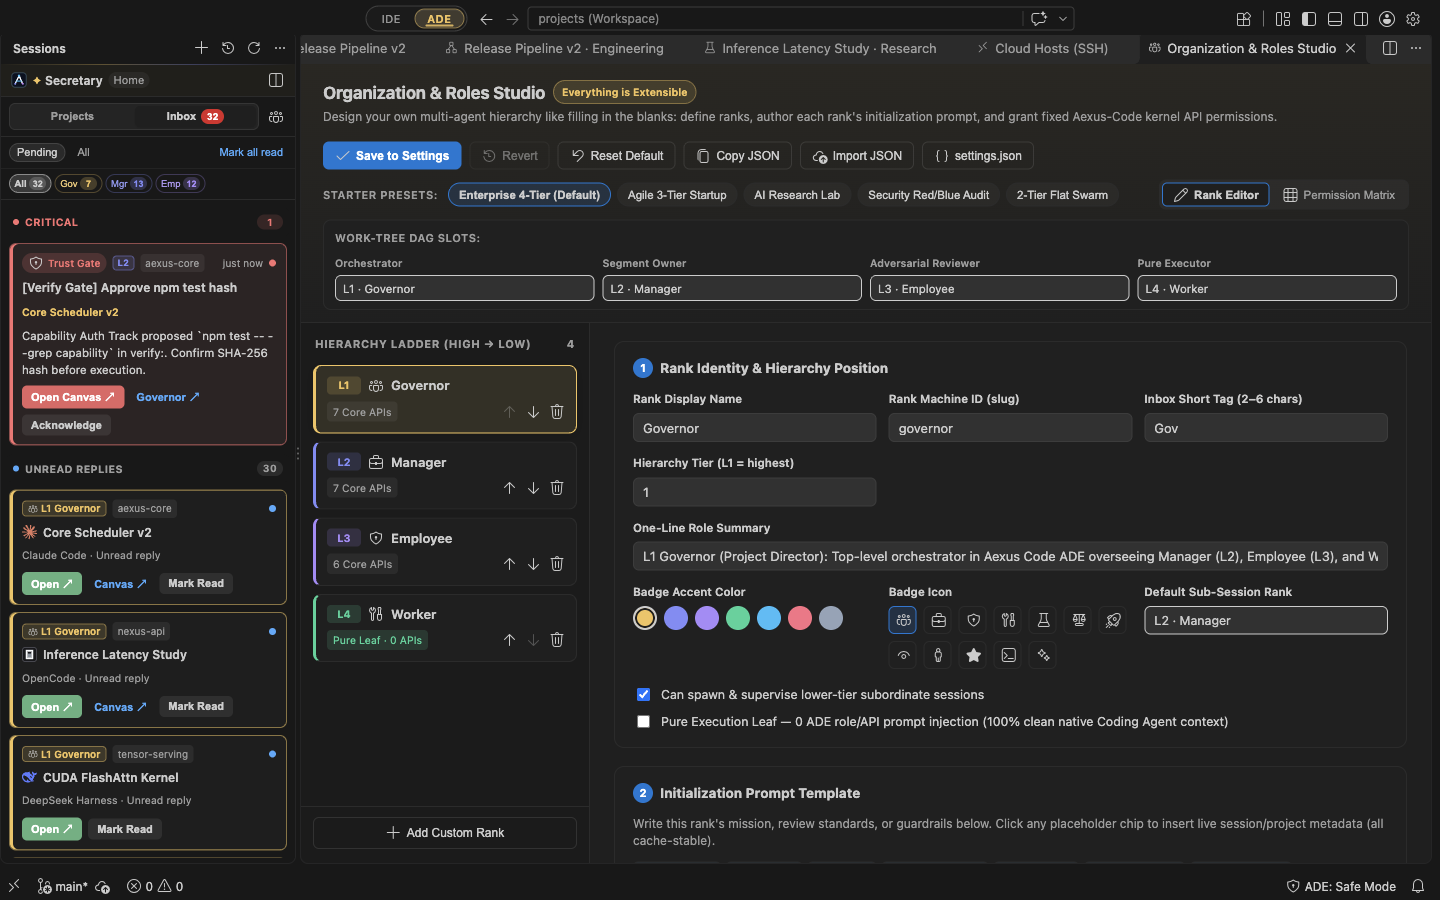 IDE
ADE
projects (Workspace)
Sessions
Secretary
Home
Projects
Inbox 32
Pending
All
Mark all read
All 32
Gov 7
Mgr 13
Emp 12
CRITICAL
1
Trust Gate
L2
aexus-core
just now
[Verify Gate] Approve npm test hash
Core Scheduler v2
Capability Auth Track proposed `npm test -- -
-grep capability` in verify:. Confirm SHA-256
hash before execution.
Open Canvas ↗
Governor ↗
Acknowledge
UNREAD REPLIES
30
L1 Governor
aexus-core
Core Scheduler v2
Claude Code · Unread reply
Open ↗
Canvas ↗
Mark Read
L1 Governor
nexus-api
Inference Latency Study
OpenCode · Unread reply
Open ↗
Canvas ↗
Mark Read
L1 Governor
tensor-serving
CUDA FlashAttn Kernel
DeepSeek Harness · Unread reply
Open ↗
Mark Read
elease Pipeline v2
Release Pipeline v2 · Engineering
Inference Latency Study · Research
Cloud Hosts (SSH)
Organization & Roles Studio
Organization & Roles Studio
Everything is Extensible
Design your own multi-agent hierarchy like filling in the blanks: define ranks, author each rank's initialization prompt, and grant fixed Aexus-Code kernel API permissions.
Save to Settings
Revert
Reset Default
Copy JSON
Import JSON
{ } settings.json
STARTER PRESETS:
Enterprise 4-Tier (Default)
Agile 3-Tier Startup
AI Research Lab
Security Red/Blue Audit
2-Tier Flat Swarm
Rank Editor
Permission Matrix
WORK-TREE DAG SLOTS:
Orchestrator
Segment Owner
Adversarial Reviewer
Pure Executor
L1 · Governor
L2 · Manager
L3 · Employee
L4 · Worker
HIERARCHY LADDER (HIGH → LOW)
4
L1
Governor
7 Core APIs
L2
Manager
7 Core APIs
L3
Employee
6 Core APIs
L4
Worker
Pure Leaf · 0 APIs
Add Custom Rank
1
Rank Identity & Hierarchy Position
Rank Display Name
Rank Machine ID (slug)
Inbox Short Tag (2–6 chars)
Governor
governor
Gov
Hierarchy Tier (L1 = highest)
1
One-Line Role Summary
L1 Governor (Project Director): Top-level orchestrator in Aexus Code ADE overseeing Manager (L2), Employee (L3), and W
Badge Accent Color
Badge Icon
Default Sub-Session Rank
L2 · Manager
Can spawn & supervise lower-tier subordinate sessions
Pure Execution Leaf — 0 ADE role/API prompt injection (100% clean native Coding Agent context)
2
Initialization Prompt Template
Write this rank's mission, review standards, or guardrails below. Click any placeholder chip to insert live session/project metadata (all
cache-stable).
main*
0
0
ADE: Safe Mode